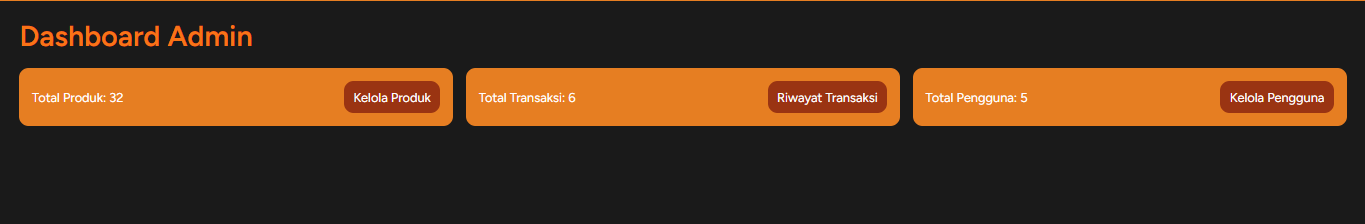 Dashboard Admin
Total Produk: 32
Kelola Produk
Total Transaksi: 6
Riwayat Transaksi
Total Pengguna: 5
Kelola Pengguna